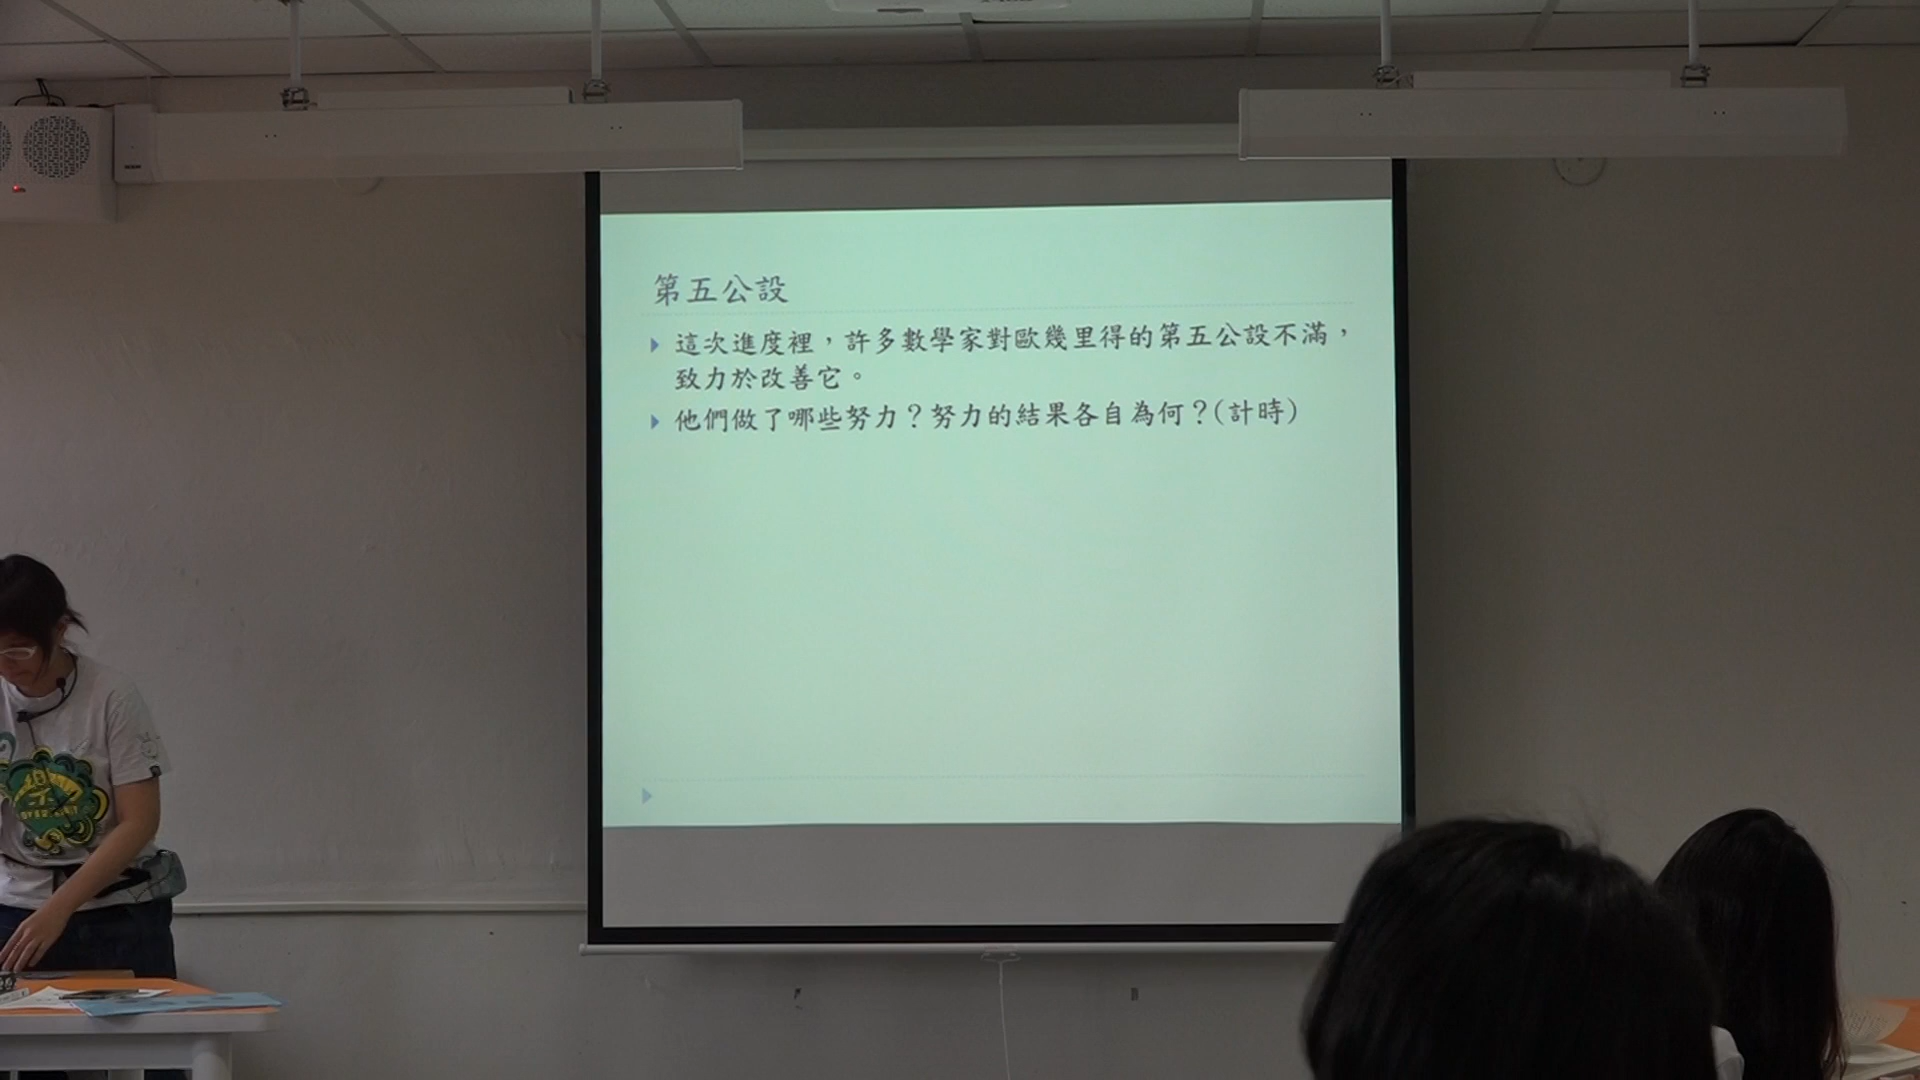 第五公設
這次進度裡，許多數學家對歐幾里得的第五公設不滿，
致力於改善它。
他們做了哪些努力？努力的結果各自為何？(計時)